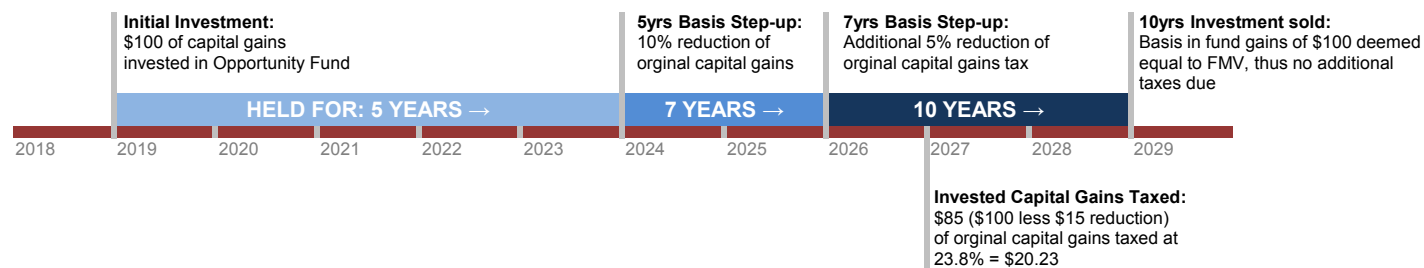 Initial Investment:
$100 of capital gains
invested in Opportunity Fund
5yrs Basis Step-up:
10% reduction of
orginal capital gains
7yrs Basis Step-up:
Additional 5% reduction of
orginal capital gains tax
10yrs Investment sold:
Basis in fund gains of $100 deemed
equal to FMV, thus no additional
taxes due
HELD FOR: 5 YEARS →
7 YEARS →
10 YEARS →
2018
2019
2020
2021
2022
2023
2024
2025
2026
2027
2028
2029
Invested Capital Gains Taxed:
$85 ($100 less $15 reduction)
of orginal capital gains taxed at
23.8% = $20.23